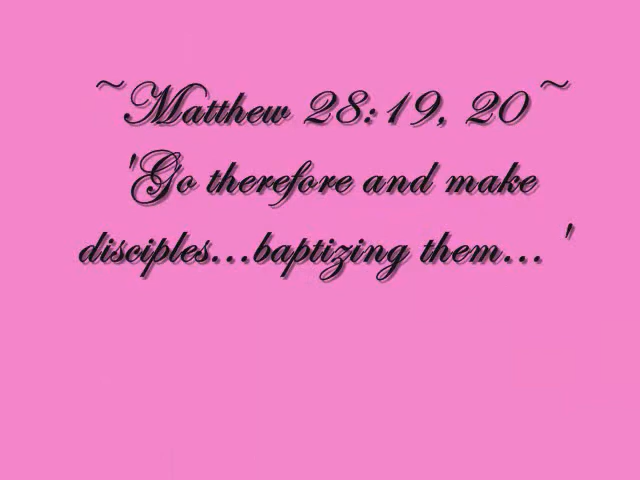 ~Matthew 28:19, 20~
'Go therefore and make
disciples...baptizing them... '